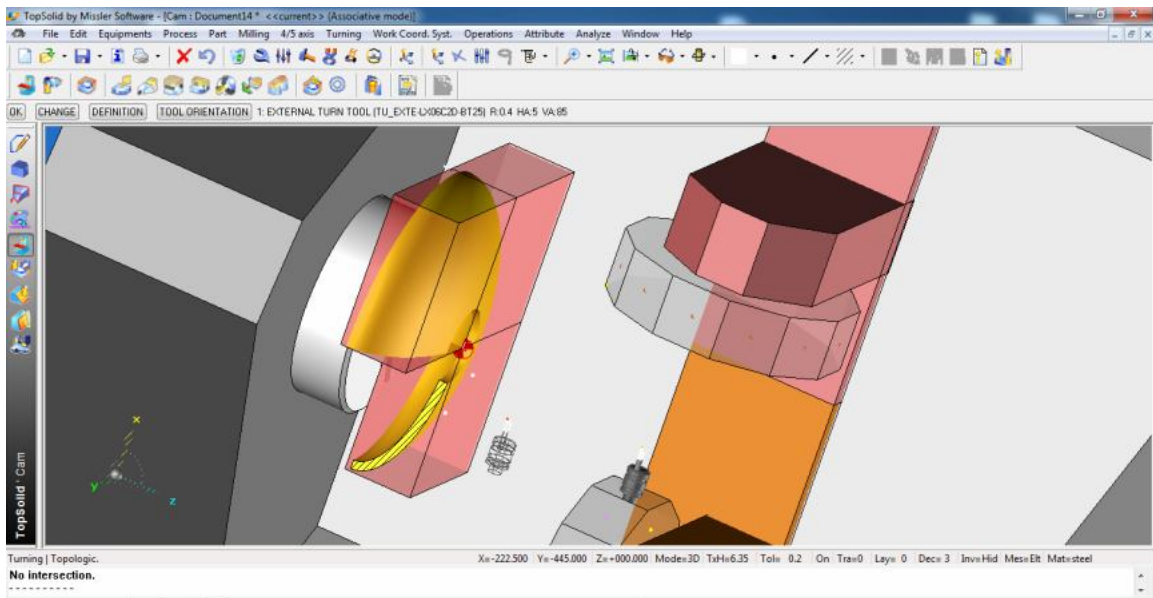 TopSolid by Missler Software - [Cam : Document14 * <<current>> (Associative mode)]
File Edit Equipments Process Part Milling 4/5 axis Turning Work Coord. Syst. Operations Attribute Analyze Window Help
OK CHANGE DEFINITION TOOL ORIENTATION 1: EXTERNAL TURN TOOL (TU_EXTE-LX06C2D-BT25) R:0.4 HA:5 VA:85
x
y
z
TopSolid'Cam
Turning | Topologic. X=-222.500 Y=-445.000 Z=+000.000 Mode=3D TxH=6.35 Tol= 0.2 On Tra=0 Lay= 0 Dec= 3 Inv=Hid Mes=Elt Mat=steel
No intersection.
----------